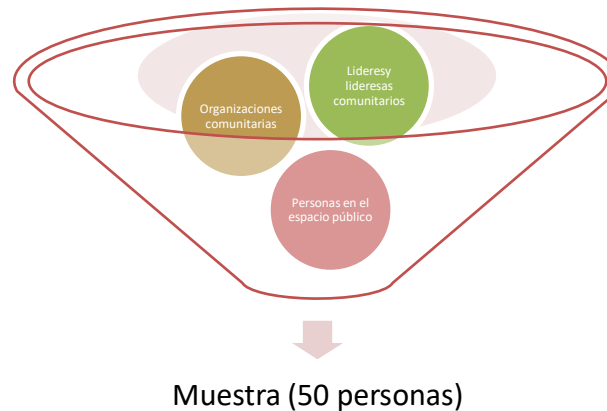 Lideresy
lideresas
comunitarios
Organizaciones
comunitarias
Personas en el
espacio público
Muestra (50 personas)